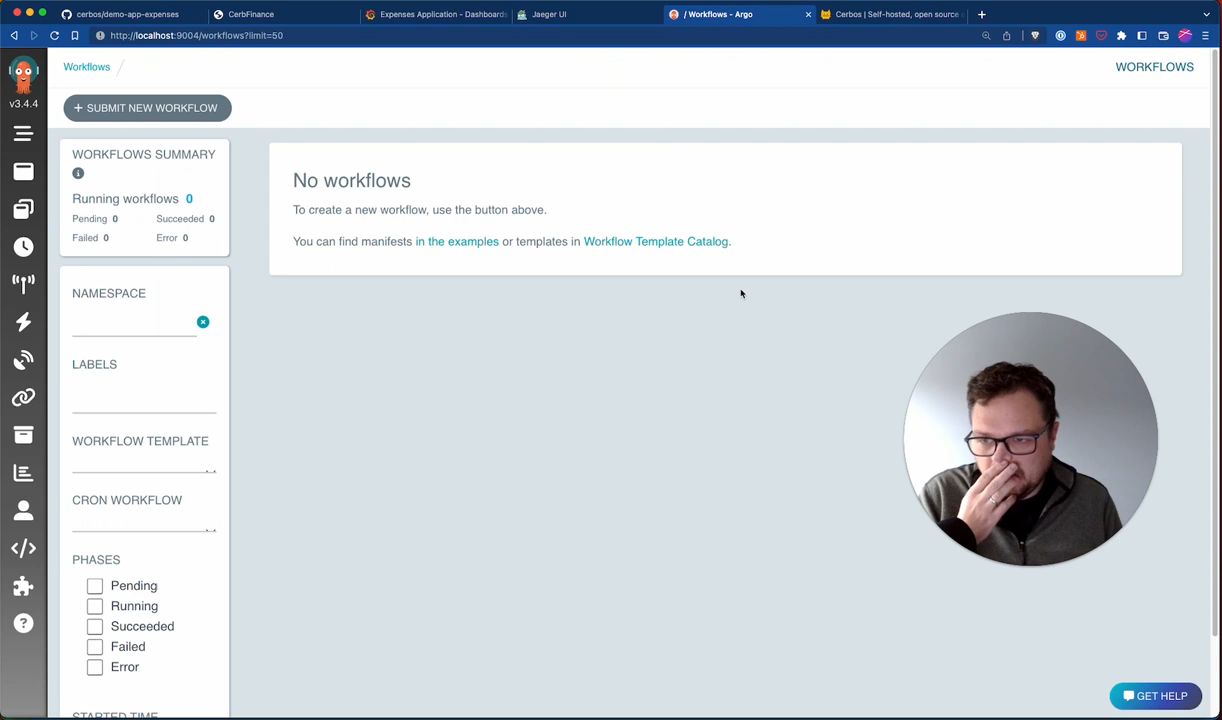 cerbos/demo-app-expenses
CerbFinance
Expenses Application - Dashboards
Jaeger UI
/ Workflows - Argo
Cerbos | Self-hosted, open source
http://localhost:9004/workflows?limit=50
v3.4.4
Workflows
WORKFLOWS
+ SUBMIT NEW WORKFLOW
WORKFLOWS SUMMARY
Running workflows 0
Pending 0 Succeeded 0
Failed 0 Error 0
NAMESPACE
LABELS
WORKFLOW TEMPLATE
CRON WORKFLOW
PHASES
Pending
Running
Succeeded
Failed
Error
STARTED TIME
No workflows
To create a new workflow, use the button above.
You can find manifests in the examples or templates in Workflow Template Catalog.
GET HELP